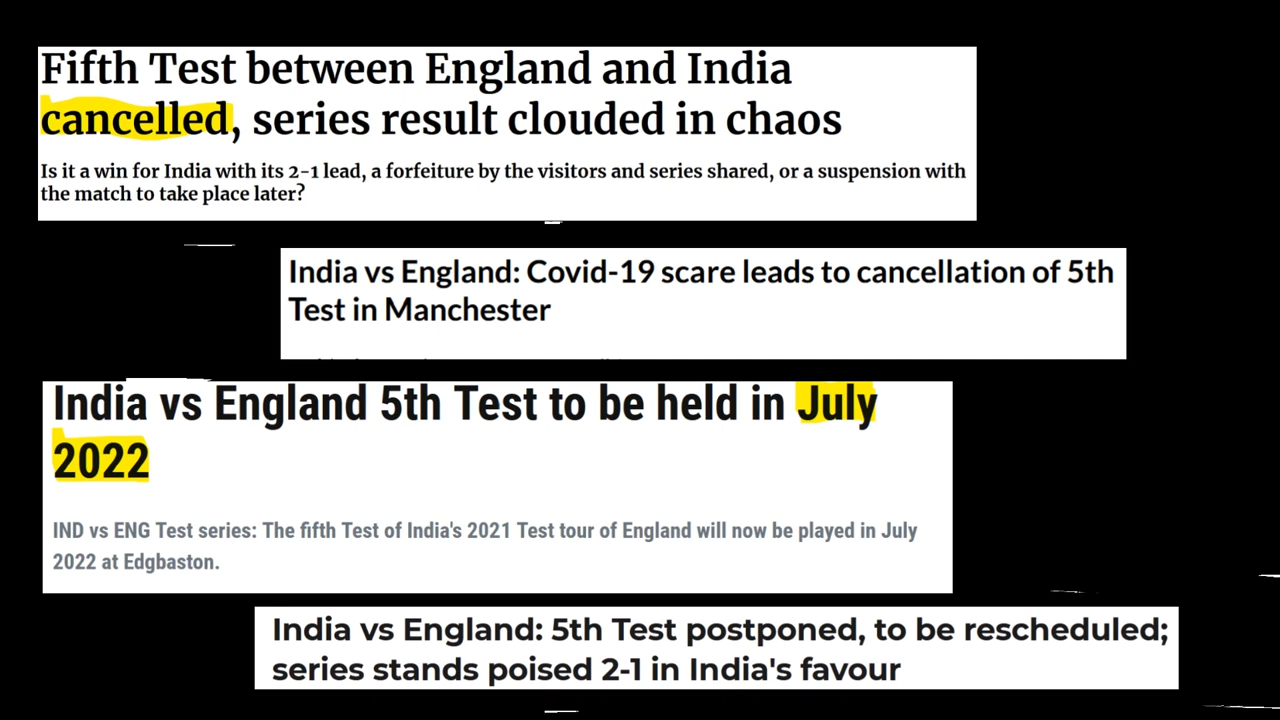 Fifth Test between England and India
cancelled, series result clouded in chaos
Is it a win for India with its 2-1 lead, a forfeiture by the visitors and series shared, or a suspension with
the match to take place later?
India vs England: Covid-19 scare leads to cancellation of 5th
Test in Manchester
India vs England 5th Test to be held in July
2022
IND vs ENG Test series: The fifth Test of India's 2021 Test tour of England will now be played in July
2022 at Edgbaston.
India vs England: 5th Test postponed, to be rescheduled;
series stands poised 2-1 in India's favour